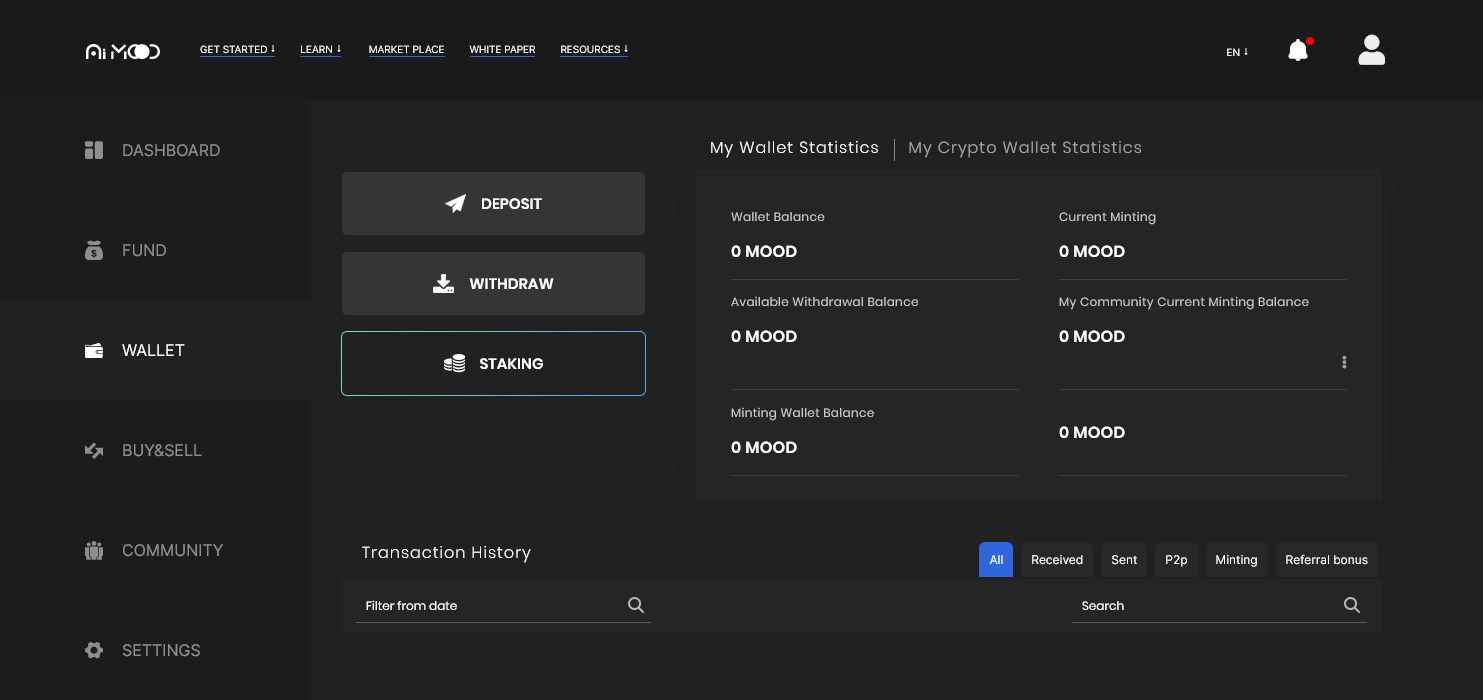 Ai MOOD
GET STARTED ↓ LEARN ↓ MARKET PLACE WHITE PAPER RESOURCES ↓ EN ↓
DASHBOARD
FUND
WALLET
BUY&SELL
COMMUNITY
SETTINGS
DEPOSIT
WITHDRAW
STAKING
My Wallet Statistics | My Crypto Wallet Statistics
Wallet Balance
0 MOOD
Current Minting
0 MOOD
Available Withdrawal Balance
0 MOOD
My Community Current Minting Balance
0 MOOD
Minting Wallet Balance
0 MOOD
0 MOOD
Transaction History
All Received Sent P2p Minting Referral bonus
Filter from date
Search